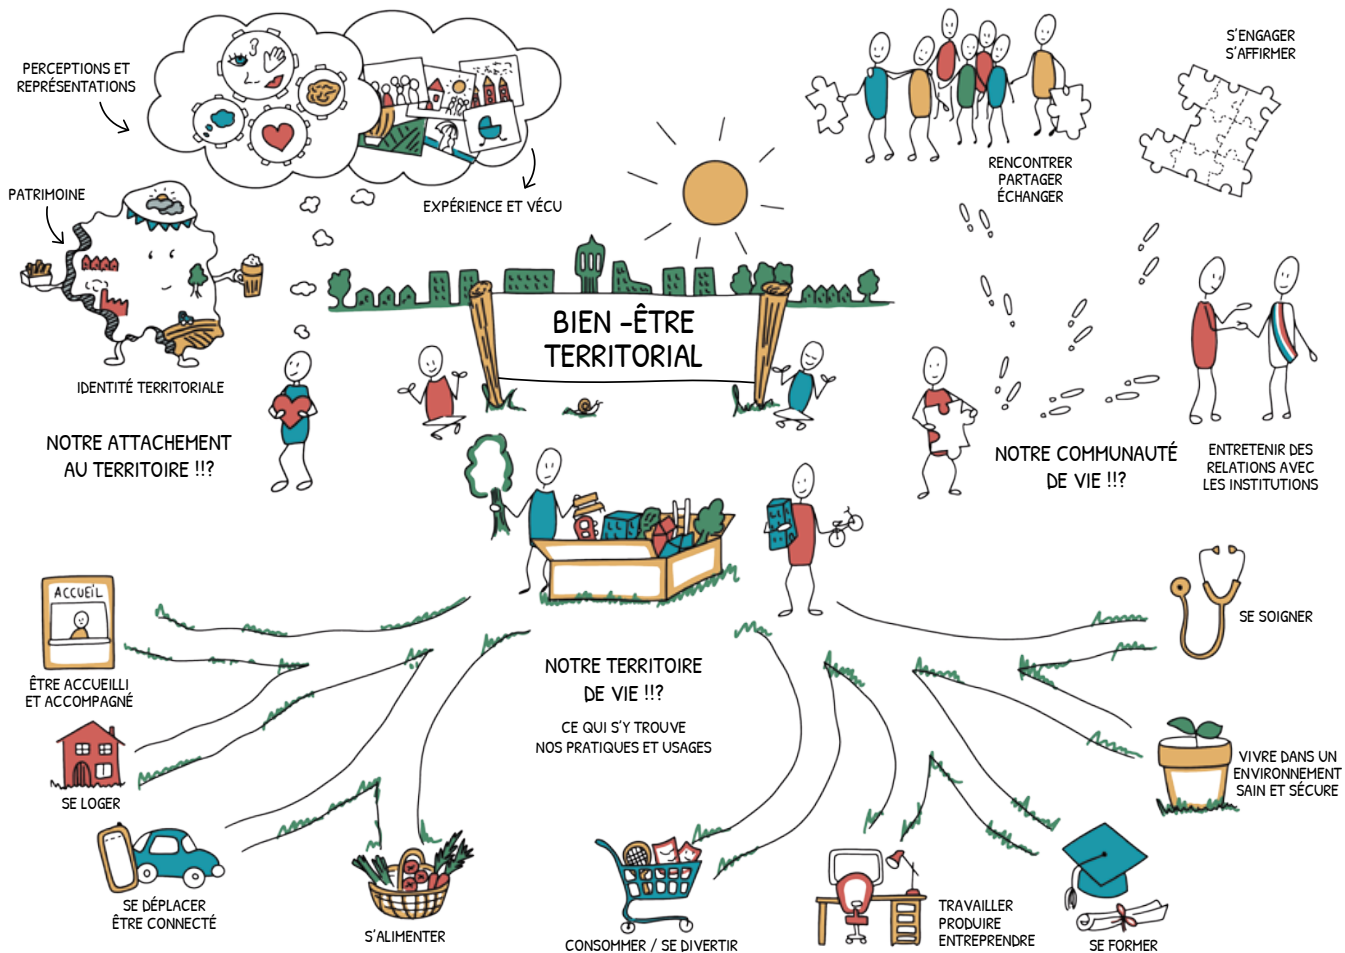 PERCEPTIONS ET
REPRÉSENTATIONS
EXPÉRIENCE ET VÉCU
PATRIMOINE
IDENTITÉ TERRITORIALE
NOTRE ATTACHEMENT
AU TERRITOIRE !!?
BIEN -ÊTRE
TERRITORIAL
S'ENGAGER
S'AFFIRMER
RENCONTRER
PARTAGER
ÉCHANGER
NOTRE COMMUNAUTÉ
DE VIE !!?
ENTRETENIR DES
RELATIONS AVEC
LES INSTITUTIONS
NOTRE TERRITOIRE
DE VIE !!?
CE QUI S'Y TROUVE
NOS PRATIQUES ET USAGES
ACCUEIL
ÊTRE ACCUEILLI
ET ACCOMPAGNÉ
SE LOGER
SE DÉPLACER
ÊTRE CONNECTÉ
S'ALIMENTER
CONSOMMER / SE DIVERTIR
TRAVAILLER
PRODUIRE
ENTREPRENDRE
SE FORMER
VIVRE DANS UN
ENVIRONNEMENT
SAIN ET SÉCURE
SE SOIGNER